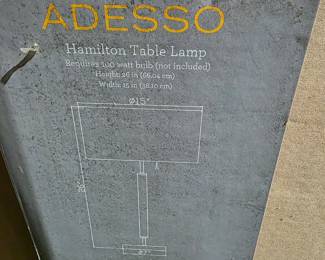 ADESSO
Hamilton Table Lamp
Requires 100 watt bulb (not included)
Height: 26 in (66.04 cm)
Width: 15 in (38.10 cm)
Ø15"